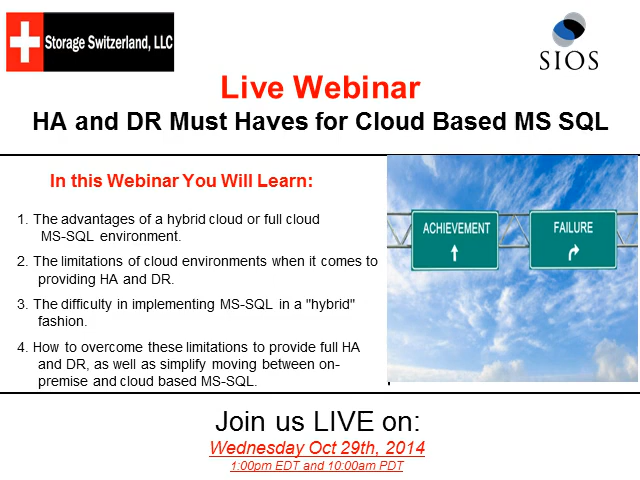 Storage Switzerland, LLC
SIOS
Live Webinar
HA and DR Must Haves for Cloud Based MS SQL
In this Webinar You Will Learn:
1. The advantages of a hybrid cloud or full cloud
MS-SQL environment.
2. The limitations of cloud environments when it comes to
providing HA and DR.
3. The difficulty in implementing MS-SQL in a "hybrid"
fashion.
4. How to overcome these limitations to provide full HA
and DR, as well as simplify moving between on-
premise and cloud based MS-SQL.
ACHIEVEMENT
FAILURE
Join us LIVE on:
Wednesday Oct 29th, 2014
1:00pm EDT and 10:00am PDT